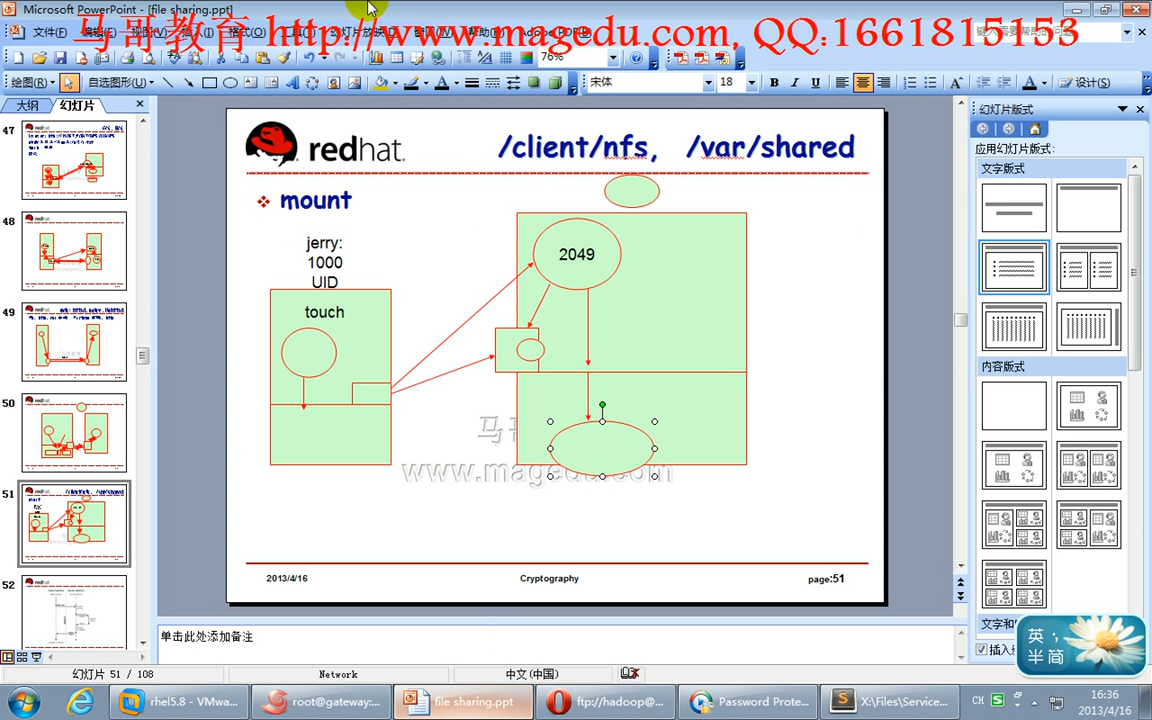 Microsoft PowerPoint - [file sharing.ppt]
马哥教育 http://www.magedu.com, QQ:1661815153
文件(F)
格式(O)
76%
绘图(R)
自选图形(U)
宋体
18
B I U
设计(S)
大纲
幻灯片
幻灯片版式
应用幻灯片版式:
文字版式
内容版式
47
48
49
50
51
52
redhat.
/client/nfs, /var/shared
mount
jerry:
1000
UID
touch
2049
www.magedu.com
2013/4/16
Cryptography
page:51
单击此处添加备注
英
半简
幻灯片 51 / 108
Network
中文(中国)
rhel5.8 - VMwa...
root@gateway:...
file sharing.ppt
ftp://hadoop@...
Password Prote...
X:\Files\Service...
CH
16:36
2013/4/16